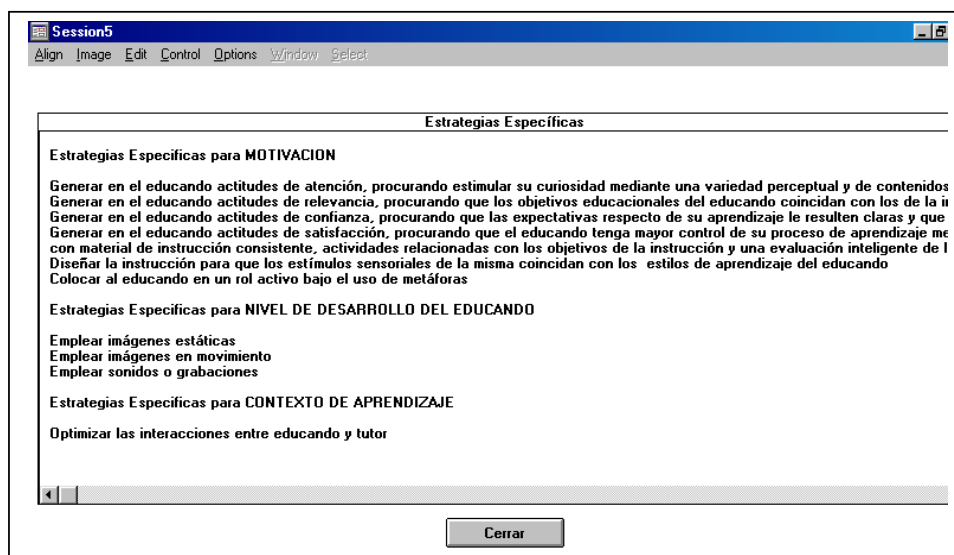 Session5
Align Image Edit Control Options Window Select
Estrategias Específicas
Estrategias Especificas para MOTIVACION
Generar en el educando actitudes de atención, procurando estimular su curiosidad mediante una variedad perceptual y de contenidos
Generar en el educando actitudes de relevancia, procurando que los objetivos educacionales del educando coincidan con los de la
Generar en el educando actitudes de confianza, procurando que las expectativas respecto de su aprendizaje le resulten claras y que
Generar en el educando actitudes de satisfacción, procurando que el educando tenga mayor control de su proceso de aprendizaje
con material de instrucción consistente, actividades relacionadas con los objetivos de la instrucción y una evaluación inteligente de
Diseñar la instrucción para que los estímulos sensoriales de la misma coincidan con los estilos de aprendizaje del educando
Colocar al educando en un rol activo bajo el uso de metáforas
Estrategias Especificas para NIVEL DE DESARROLLO DEL EDUCANDO
Emplear imágenes estáticas
Emplear imágenes en movimiento
Emplear sonidos o grabaciones
Estrategias Especificas para CONTEXTO DE APRENDIZAJE
Optimizar las interacciones entre educando y tutor
Cerrar